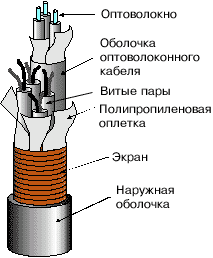 Оптоволокно
Оболочка
оптоволоконного
кабеля
Витые пары
Полипропиленовая
оплетка
Экран
Наружная
оболочка